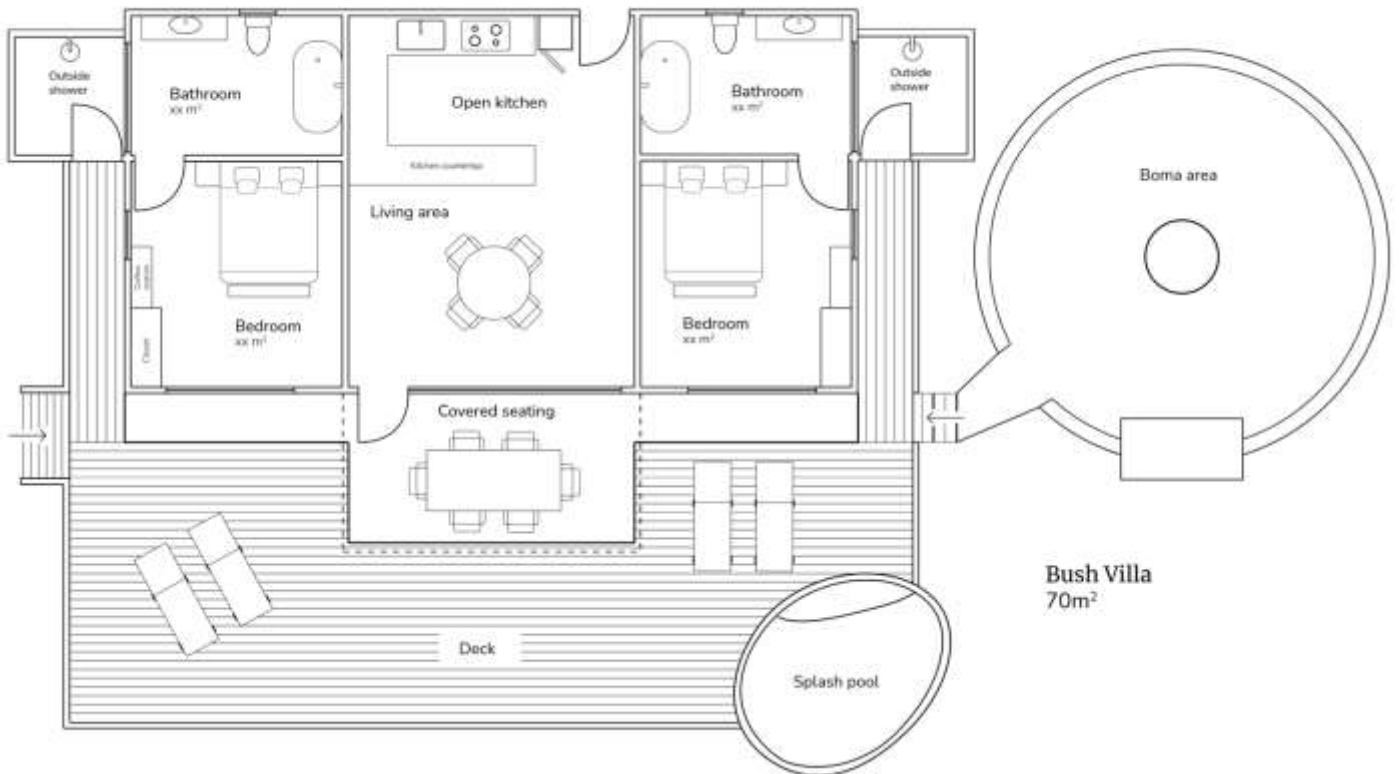 Outside
shower
Bathroom
xx m²
Open kitchen
Bathroom
xx m²
Outside
shower
Kitchen countertop
Boma area
Living area
Bedroom
xx m²
Bedroom
xx m²
Closet
Covered seating
Bush Villa
70m²
Deck
Splash pool